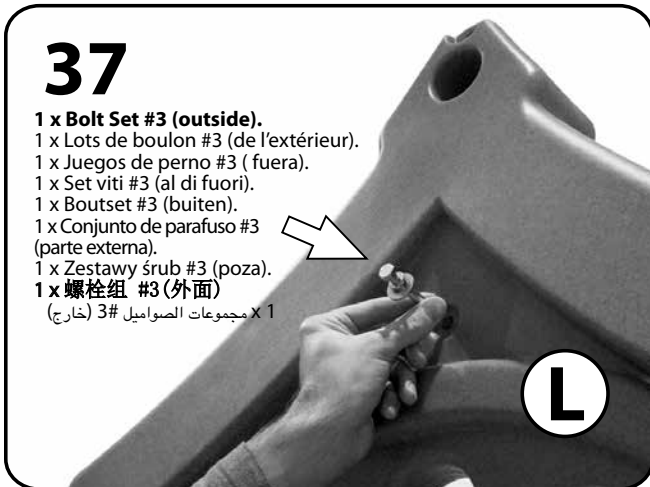 37
1 x Bolt Set #3 (outside).
1 x Lots de boulon #3 (de l'extérieur).
1 x Juegos de perno #3 ( fuera).
1 x Set viti #3 (al di fuori).
1 x Boutset #3 (buiten).
1 x Conjunto de parafuso #3
(parte externa).
1 x Zestawy śrub #3 (poza).
1 x 螺栓组 #3(外面)
1 x مجموعات الصواميل #3 (خارج)
L